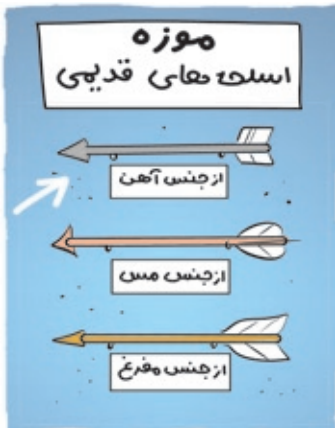 موزه
اسلحه های قدیمی
از جنس آهن
از جنس مس
از جنس مفرغ